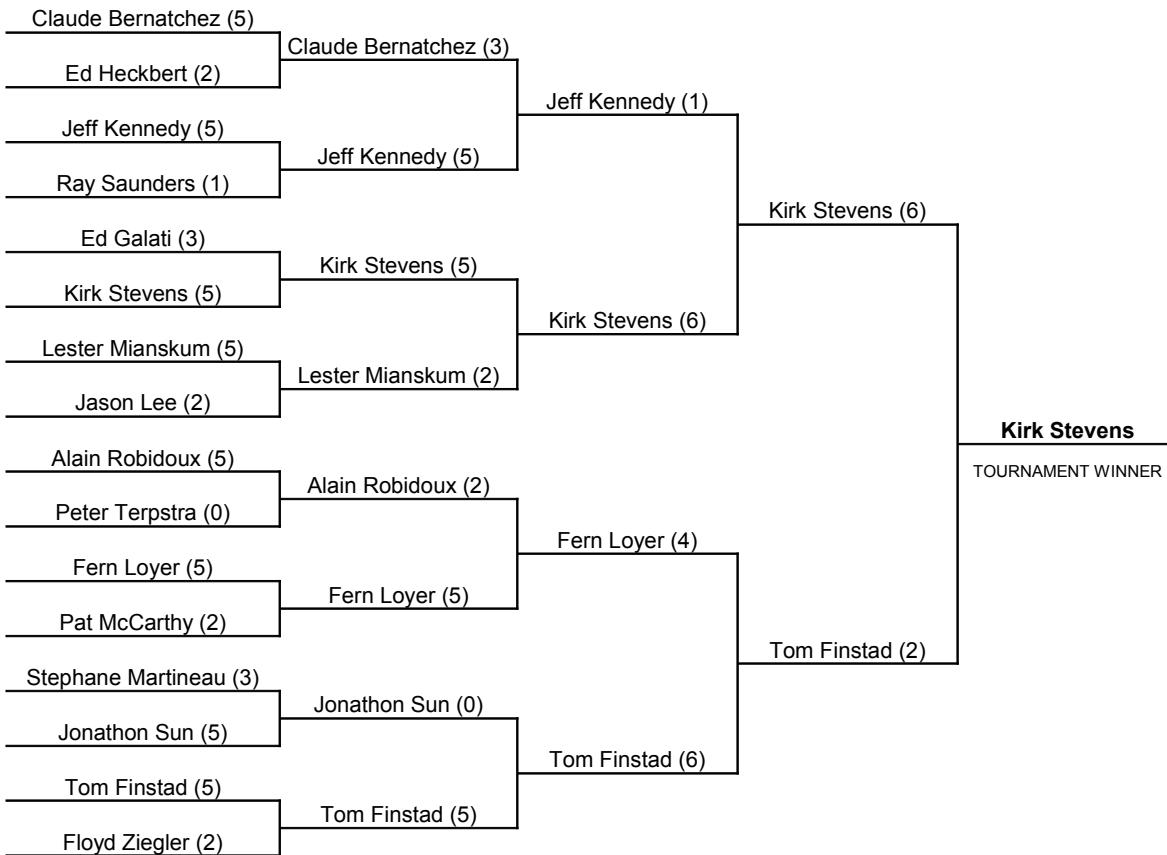 Claude Bernatchez (5)
Ed Heckbert (2)
Jeff Kennedy (5)
Ray Saunders (1)
Ed Galati (3)
Kirk Stevens (5)
Lester Mianskum (5)
Jason Lee (2)
Alain Robidoux (5)
Peter Terpstra (0)
Fern Loyer (5)
Pat McCarthy (2)
Stephane Martineau (3)
Jonathon Sun (5)
Tom Finstad (5)
Floyd Ziegler (2)
Claude Bernatchez (3)
Jeff Kennedy (5)
Kirk Stevens (5)
Lester Mianskum (2)
Alain Robidoux (2)
Fern Loyer (5)
Jonathon Sun (0)
Tom Finstad (5)
Jeff Kennedy (1)
Kirk Stevens (6)
Fern Loyer (4)
Tom Finstad (6)
Kirk Stevens (6)
Tom Finstad (2)
Kirk Stevens
TOURNAMENT WINNER